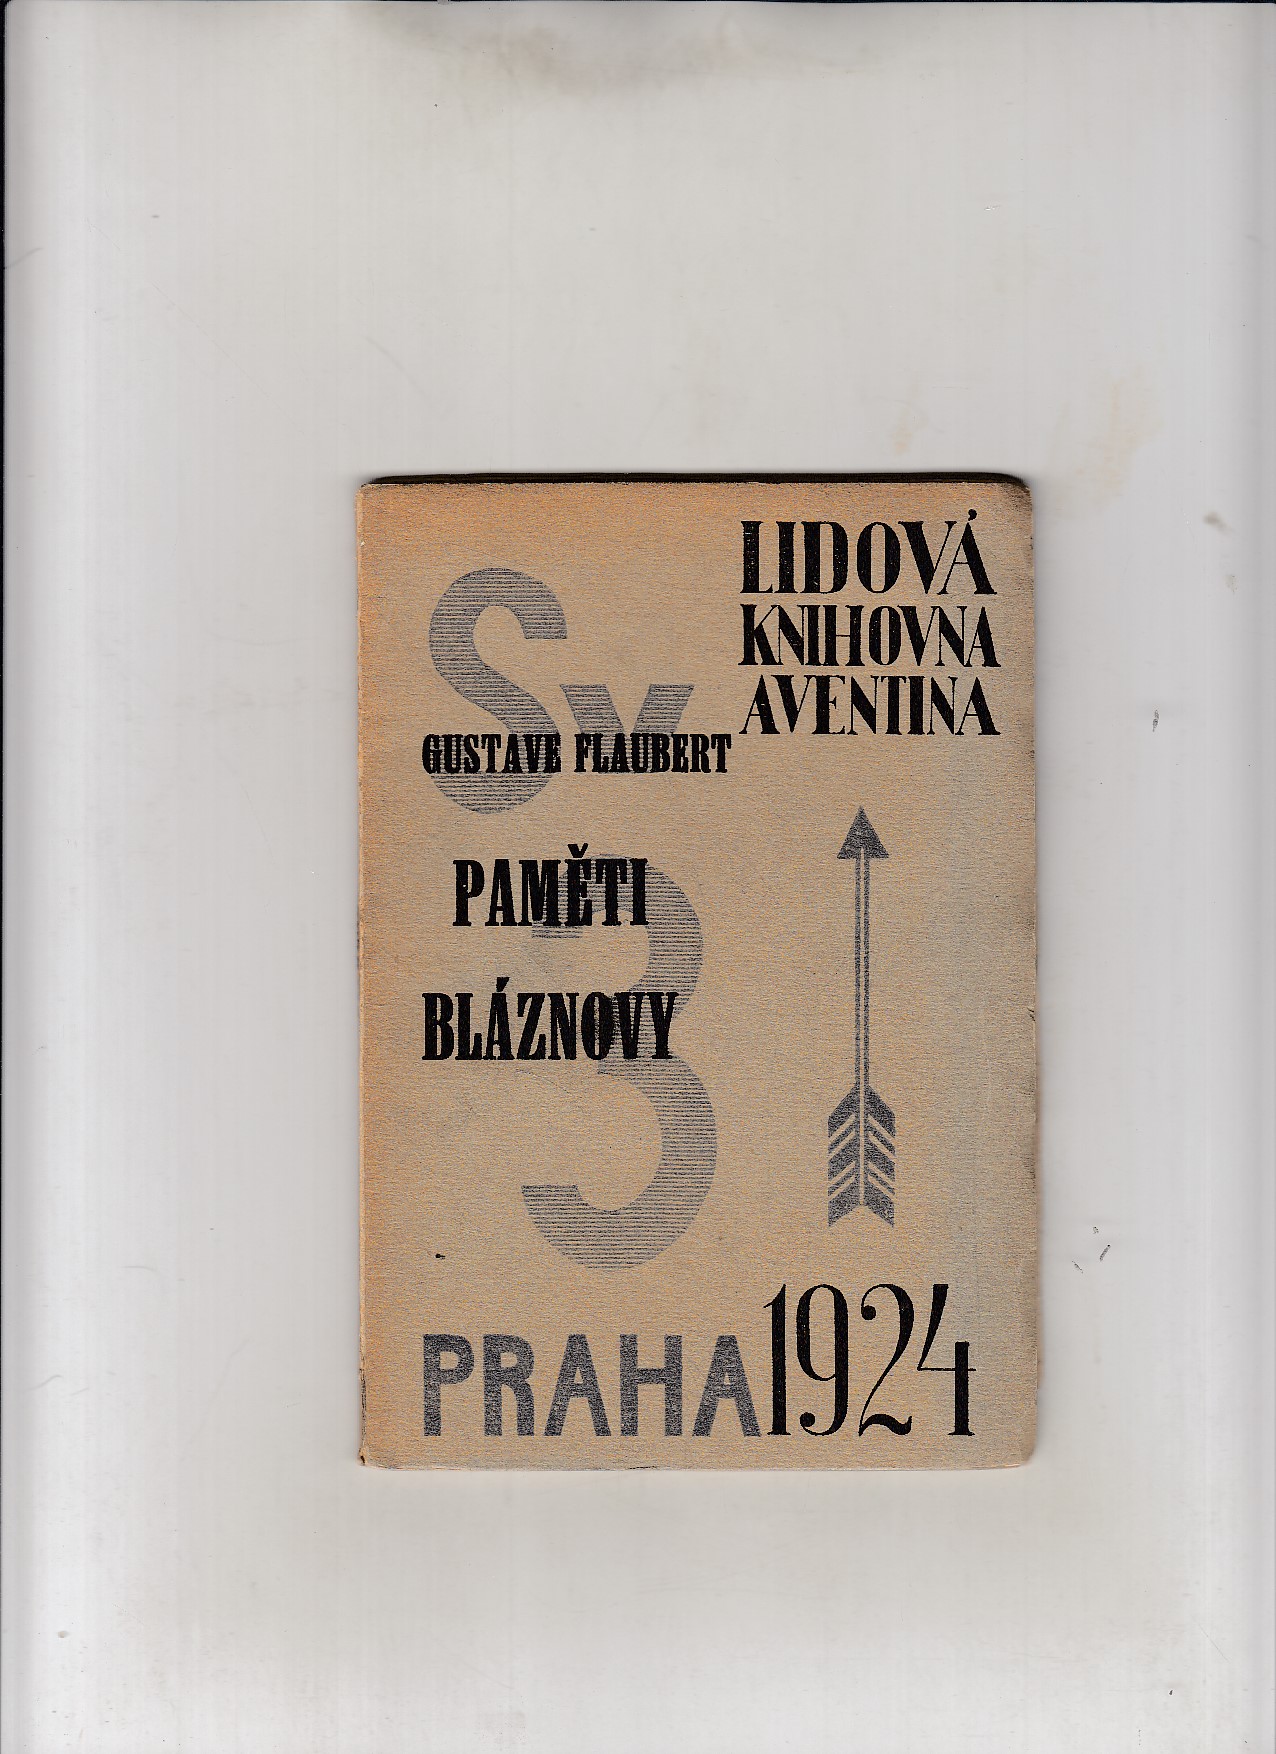 LIDOVÁ
KNIHOVNA
AVENTINA
Sv
GUSTAVE FLAUBERT
PAMĚTI
BLÁZNOVY
3
PRAHA 1924